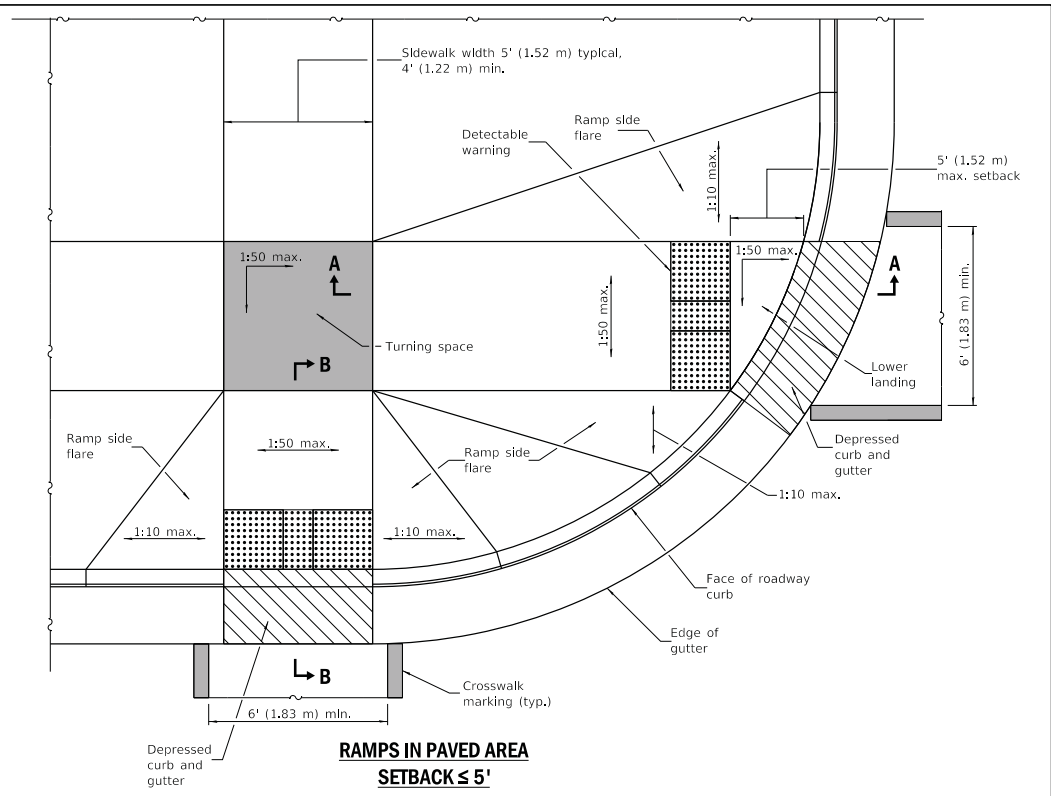 Sidewalk width 5' (1.52 m) typical,
4' (1.22 m) min.
Detectable
warning
Ramp side
flare
5' (1.52 m)
max. setback
1:10 max.
1:50 max.
A
1:50 max.
1:50 max.
A
Turning space
B
6' (1.83 m) min.
Lower
landing
Ramp side
flare
1:50 max.
Ramp side
flare
Depressed
curb and
gutter
1:10 max.
1:10 max.
1:10 max.
Face of roadway
curb
Edge of
gutter
B
Crosswalk
marking (typ.)
6' (1.83 m) min.
Depressed
curb and
gutter
RAMPS IN PAVED AREA
SETBACK ≤ 5'